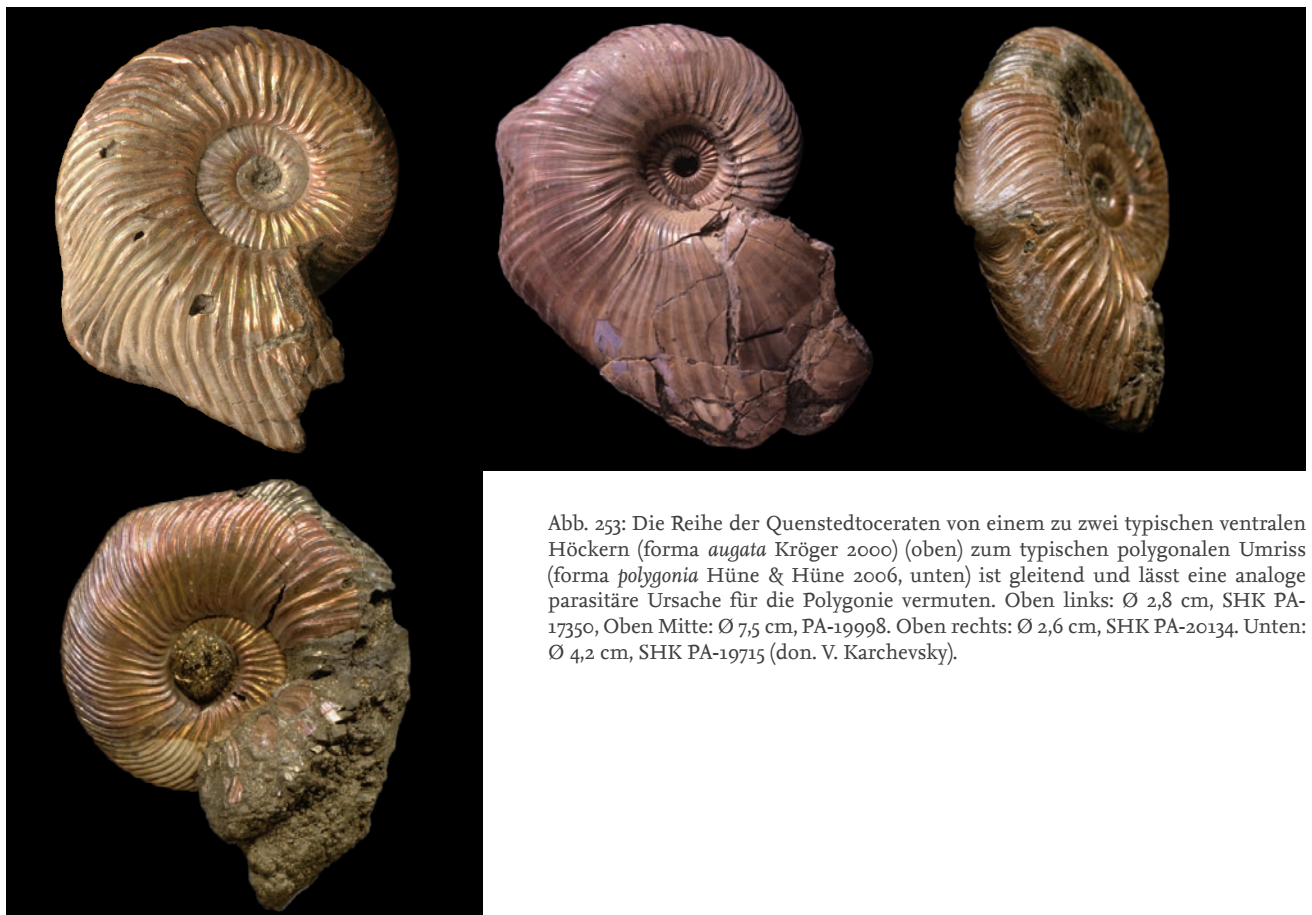 Abb. 253: Die Reihe der Quenstedtoceraten von einem zu zwei typischen ventralen
Höckern (forma augata Kröger 2000) (oben) zum typischen polygonalen Umriss
(forma polygonia Hüne & Hüne 2006, unten) ist gleitend und lässt eine analoge
parasitäre Ursache für die Polygonie vermuten. Oben links: Ø 2,8 cm, SHK PA-
17350, Oben Mitte: Ø 7,5 cm, PA-19998. Oben rechts: Ø 2,6 cm, SHK PA-20134. Unten:
Ø 4,2 cm, SHK PA-19715 (don. V. Karchevsky).